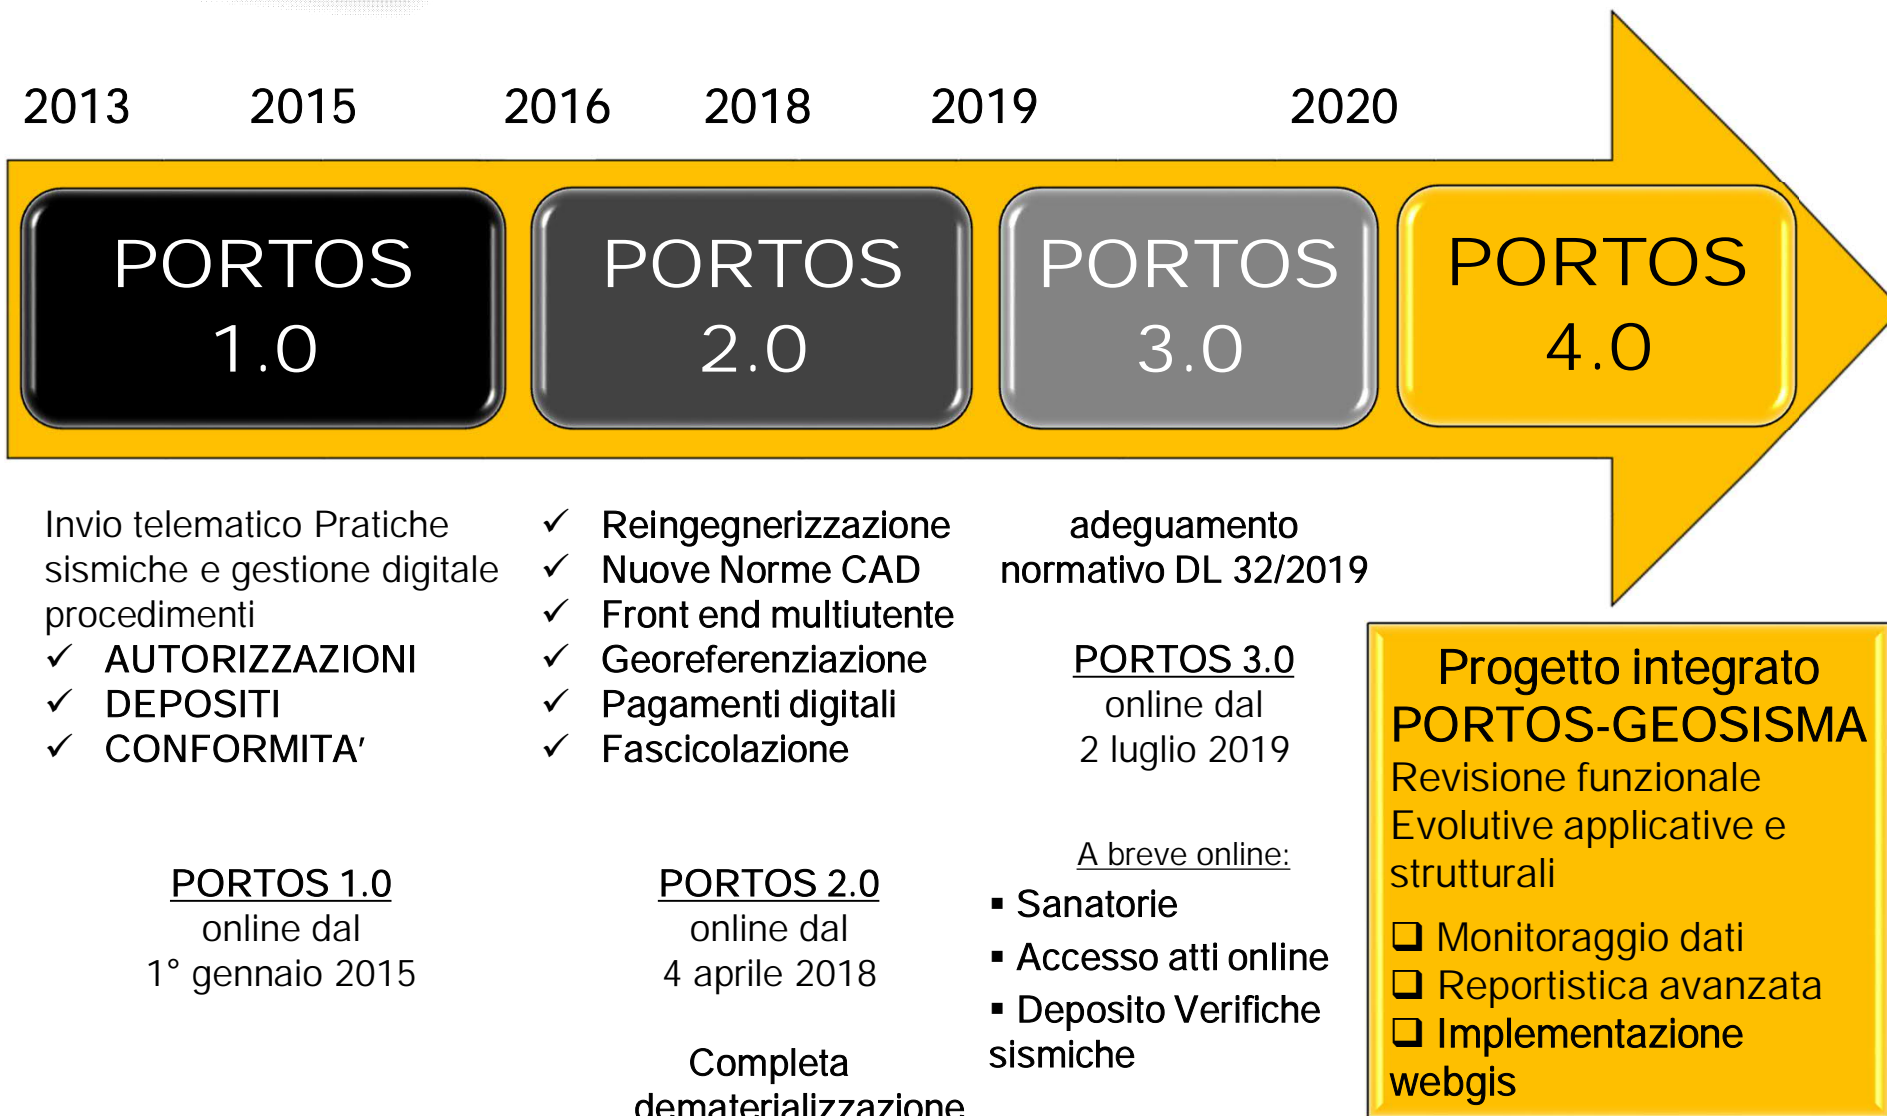 2013 2015 2016 2018 2019 2020
PORTOS
1.0
PORTOS
2.0
PORTOS
3.0
PORTOS
4.0
Invio telematico Pratiche
sismiche e gestione digitale
procedimenti
✓ AUTORIZZAZIONI
✓ DEPOSITI
✓ CONFORMITA'
PORTOS 1.0
online dal
1° gennaio 2015
✓ Reingegnerizzazione
✓ Nuove Norme CAD
✓ Front end multiutente
✓ Georeferenziazione
✓ Pagamenti digitali
✓ Fascicolazione
PORTOS 2.0
online dal
4 aprile 2018
Completa
dematerializzazione
adeguamento
normativo DL 32/2019
PORTOS 3.0
online dal
2 luglio 2019
A breve online:
▪ Sanatorie
▪ Accesso atti online
▪ Deposito Verifiche
sismiche
Progetto integrato
PORTOS-GEOSISMA
Revisione funzionale
Evolutive applicative e
strutturali
❑ Monitoraggio dati
❑ Reportistica avanzata
❑ Implementazione
webgis